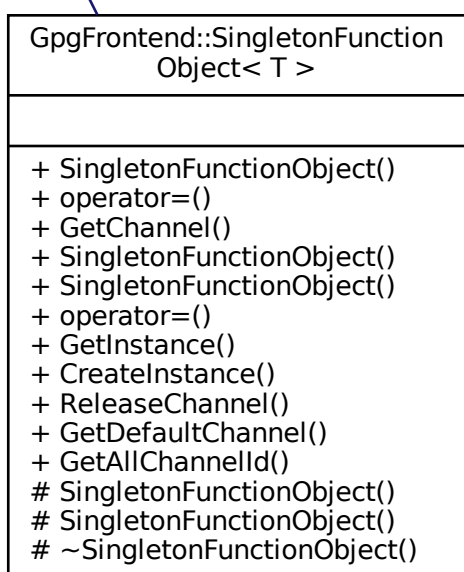 GpgFrontend::SingletonFunction
Object< T >
+ SingletonFunctionObject()
+ operator=()
+ GetChannel()
+ SingletonFunctionObject()
+ SingletonFunctionObject()
+ operator=()
+ GetInstance()
+ CreateInstance()
+ ReleaseChannel()
+ GetDefaultChannel()
+ GetAllChannelId()
# SingletonFunctionObject()
# SingletonFunctionObject()
# ~SingletonFunctionObject()